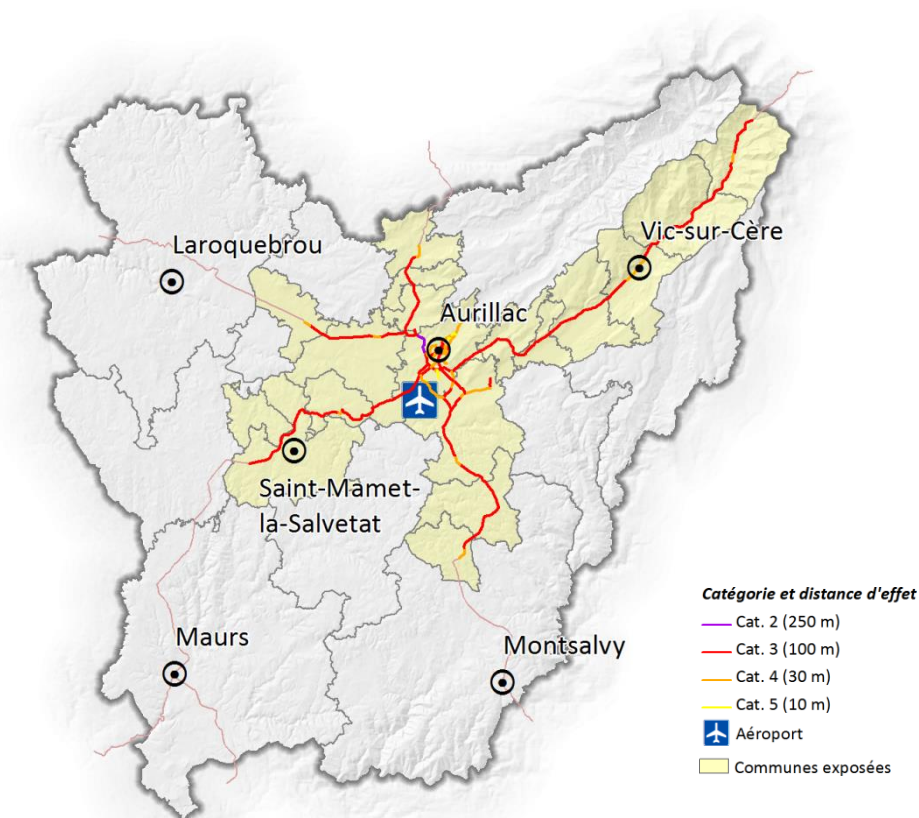 Laroquebrou
Vic-sur-Cère
Aurillac
Saint-Mamet-
la-Salvetat
Maurs
Montsalvy
Catégorie et distance d'effet
Cat. 2 (250 m)
Cat. 3 (100 m)
Cat. 4 (30 m)
Cat. 5 (10 m)
Aéroport
Communes exposées